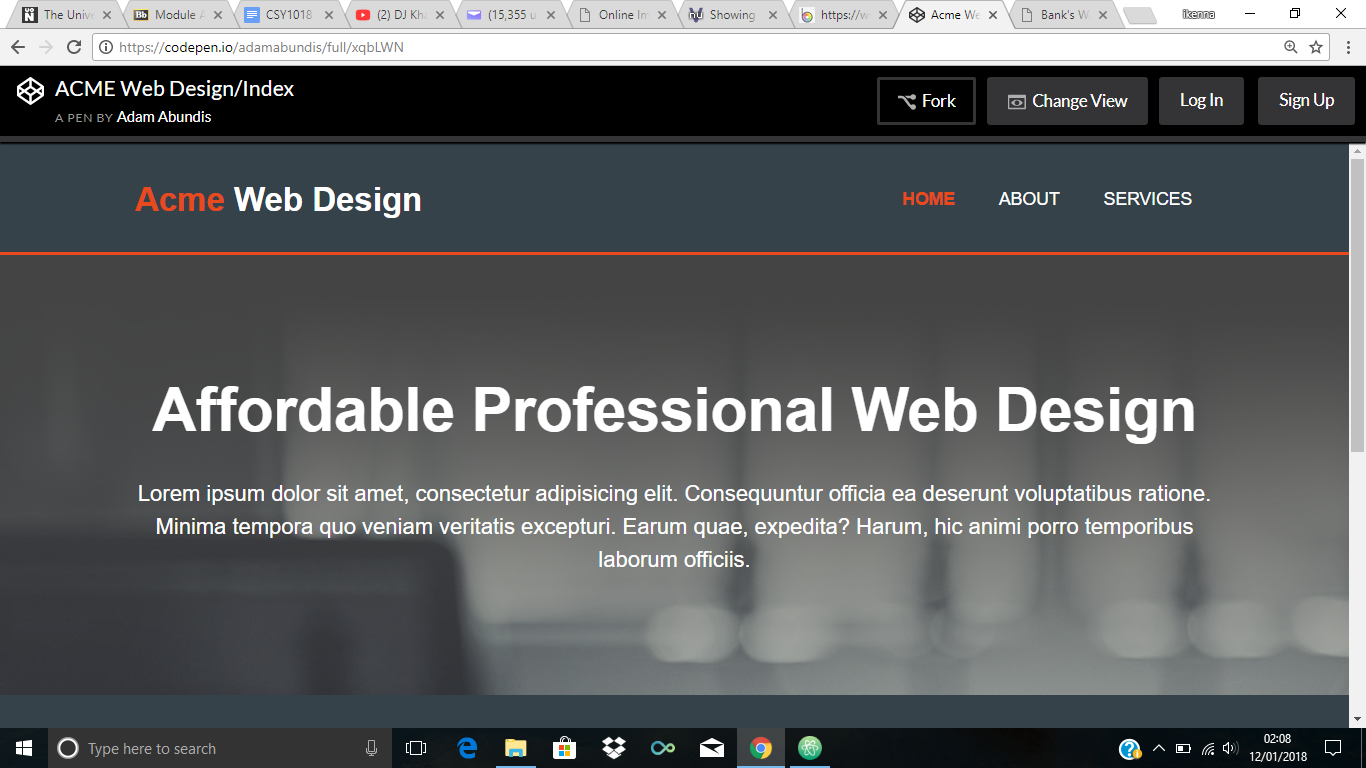 The Unive
Module A
CSY1018
(2) DJ Kha
(15,355 u
Online Im
Showing
https://w
Acme We
Bank's W
ikenna
https://codepen.io/adamabundis/full/xqbLWN
ACME Web Design/Index
A PEN BY Adam Abundis
Fork
Change View
Log In
Sign Up
Acme Web Design
HOME
ABOUT
SERVICES
Affordable Professional Web Design
Lorem ipsum dolor sit amet, consectetur adipisicing elit. Consequuntur officia ea deserunt voluptatibus ratione.
Minima tempora quo veniam veritatis excepturi. Earum quae, expedita? Harum, hic animi porro temporibus
laborum officiis.
Type here to search
02:08
12/01/2018